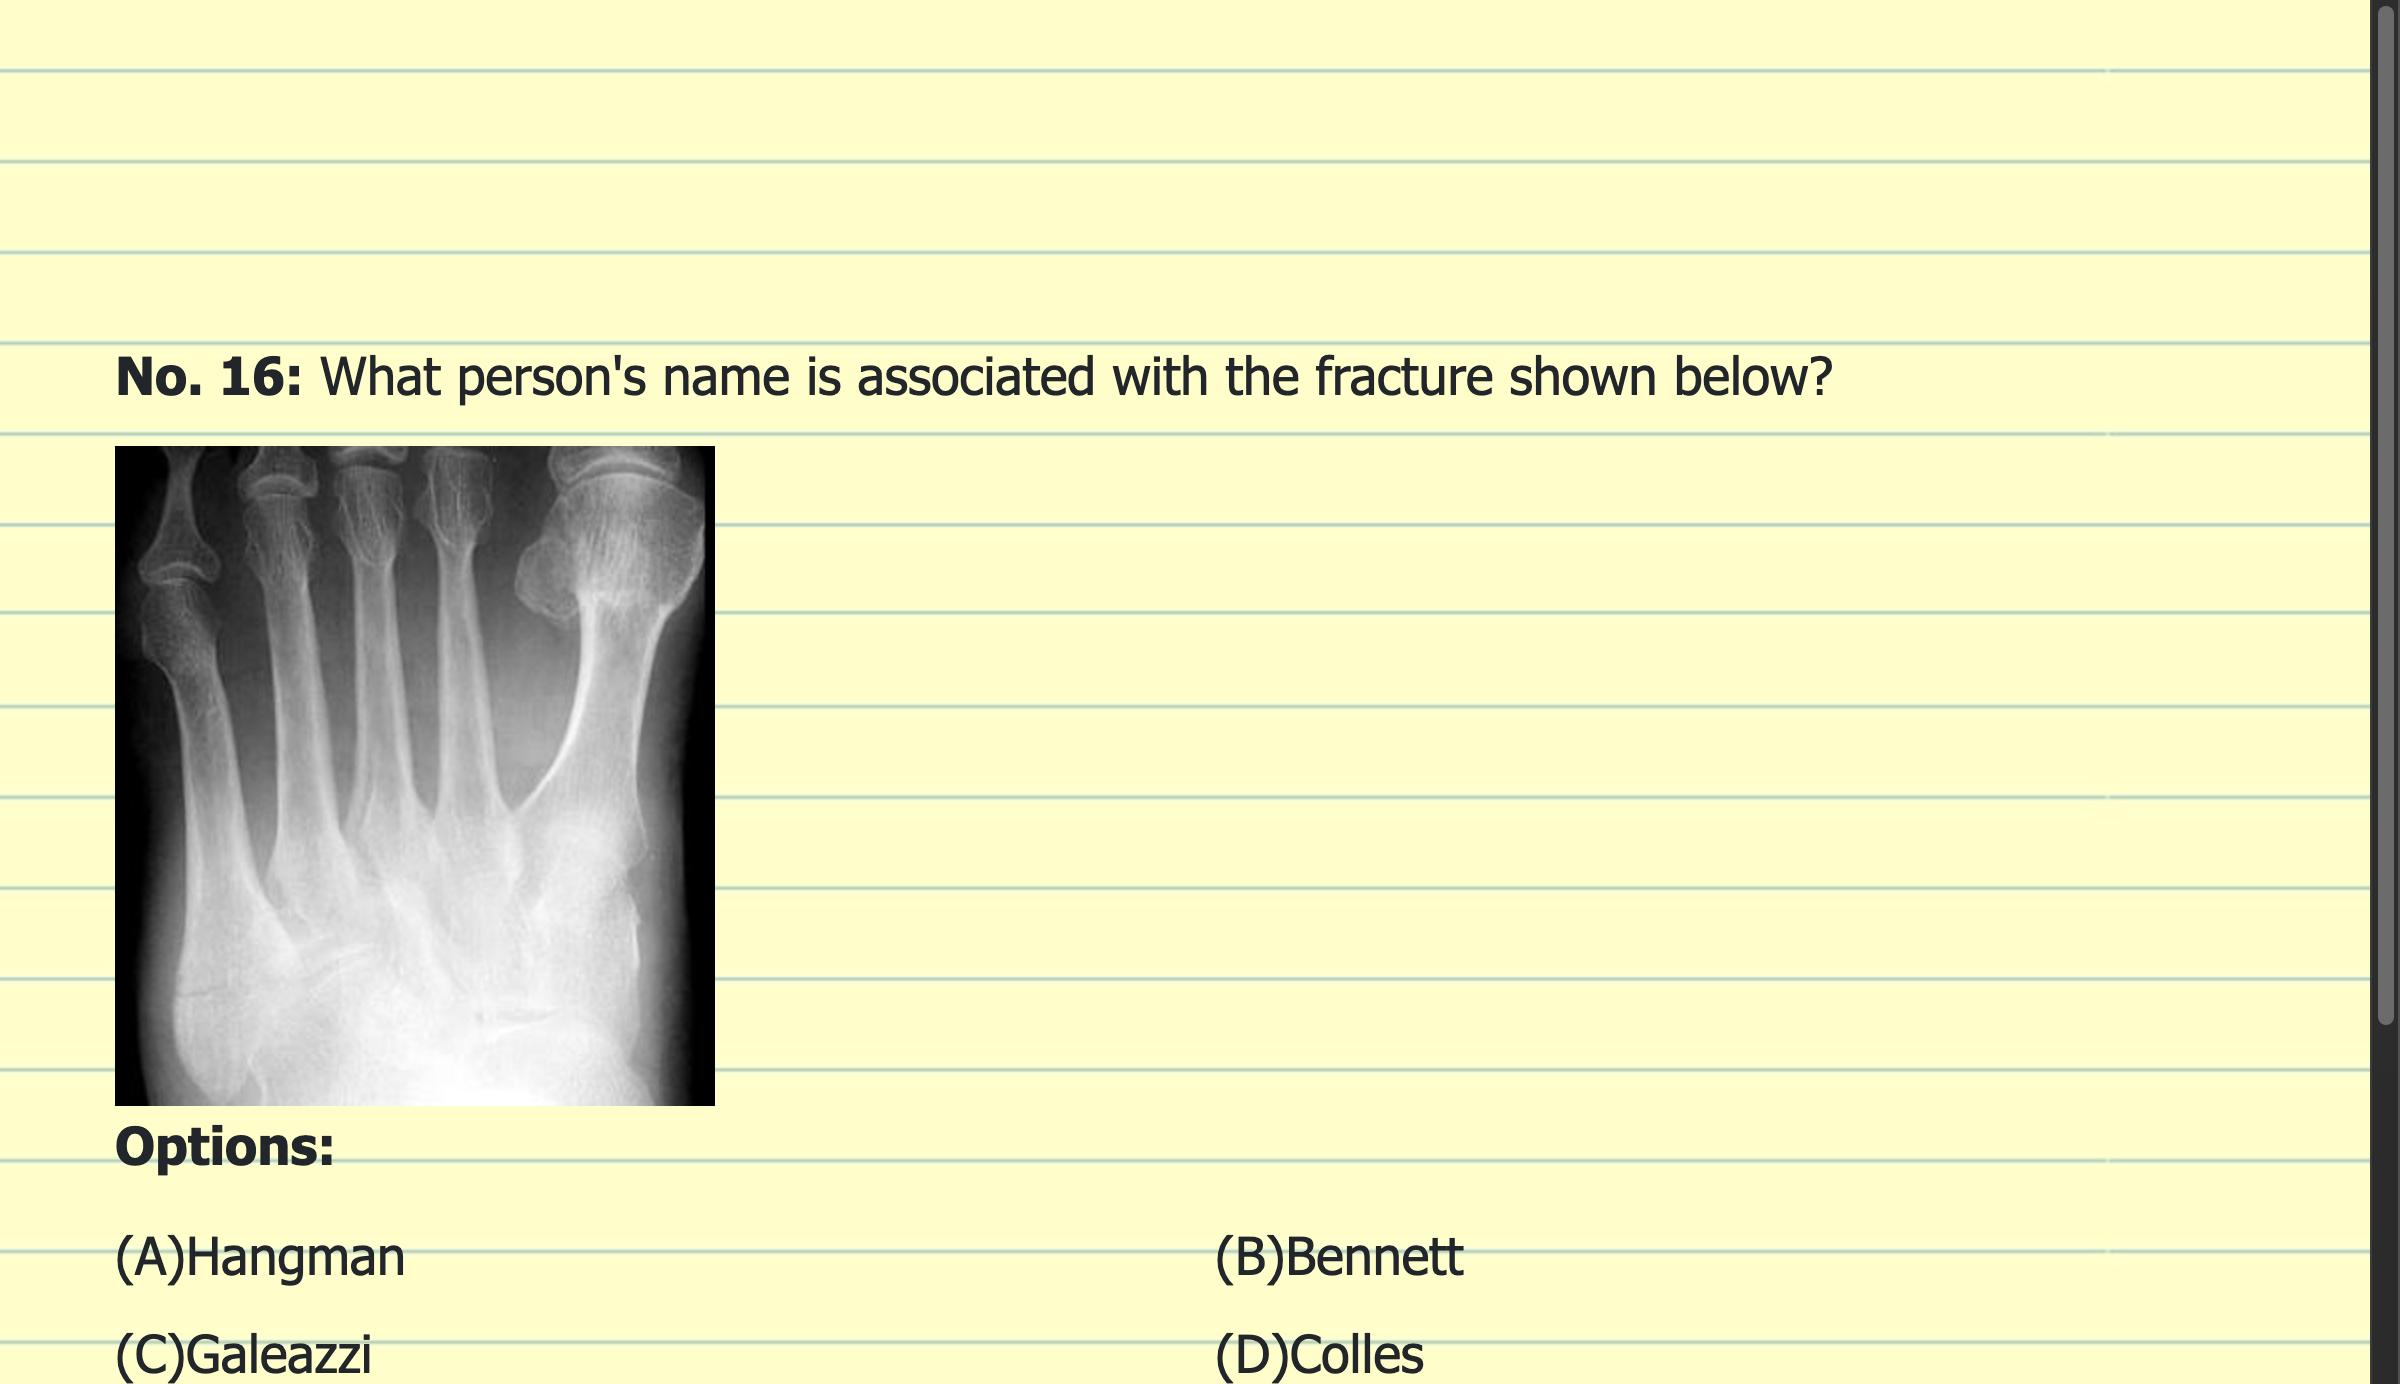 No. 16: What person's name is associated with the fracture shown below?
Options:
(A)Hangman
(B)Bennett
(C)Galeazzi
(D)Colles